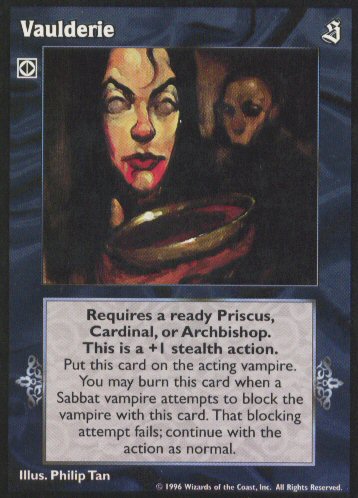 Vaulderie
Requires a ready Priscus,
Cardinal, or Archbishop.
This is a +1 stealth action.
Put this card on the acting vampire.
You may burn this card when a
Sabbat vampire attempts to block the
vampire with this card. That blocking
attempt fails; continue with the
action as normal.
Illus. Philip Tan
© 1996 Wizards of the Coast, Inc. All Rights Reserved.